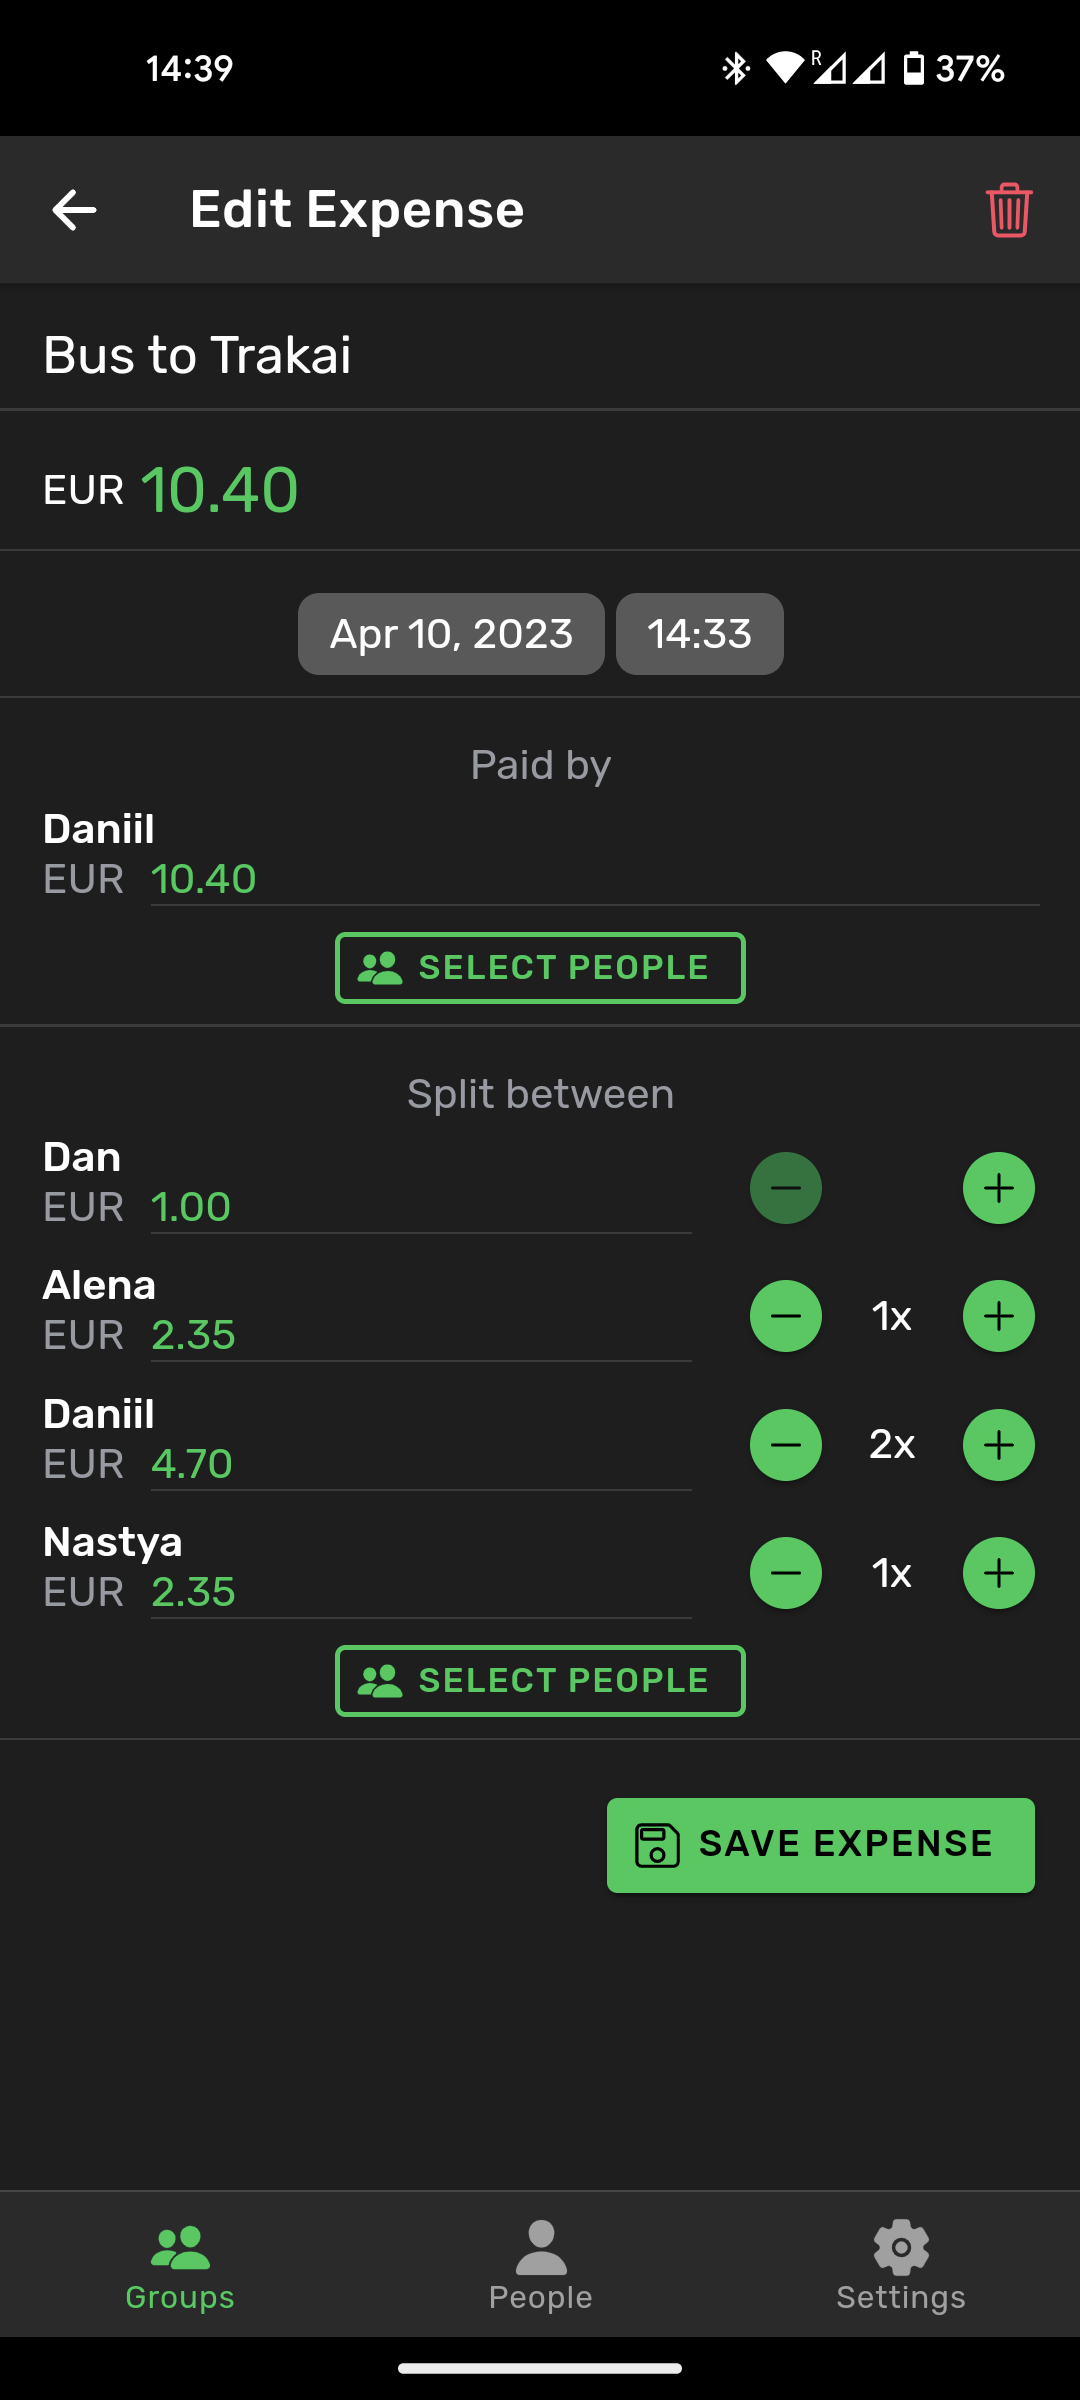 14:39
R
37%
Edit Expense
Bus to Trakai
EUR 10.40
Apr 10, 2023 14:33
Paid by
Daniil
EUR 10.40
SELECT PEOPLE
Split between
Dan
EUR 1.00
Alena
EUR 2.35
1x
Daniil
EUR 4.70
2x
Nastya
EUR 2.35
1x
SELECT PEOPLE
SAVE EXPENSE
Groups
People
Settings